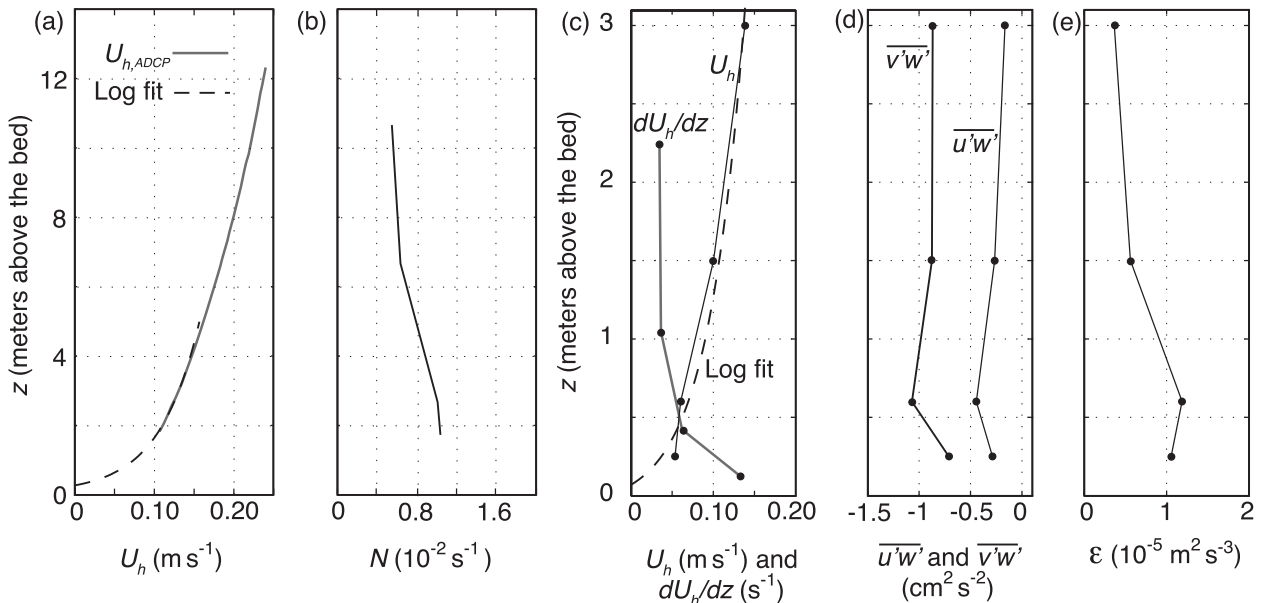 (a)
U_h,ADCP
Log fit
12
8
4
0
z (meters above the bed)
0 0.10 0.20
U_h (m s⁻¹)
(b)
0 0.8 1.6
N (10⁻² s⁻¹)
(c)
U_h
dU_h/dz
Log fit
3
2
1
0
z (meters above the bed)
0 0.10 0.20
U_h (m s⁻¹) and
dU_h/dz (s⁻¹)
(d)
v'w'
u'w'
-1.5 -1 -0.5 0
u'w' and v'w'
(cm² s⁻²)
(e)
0 1 2
ε (10⁻⁵ m² s⁻³)